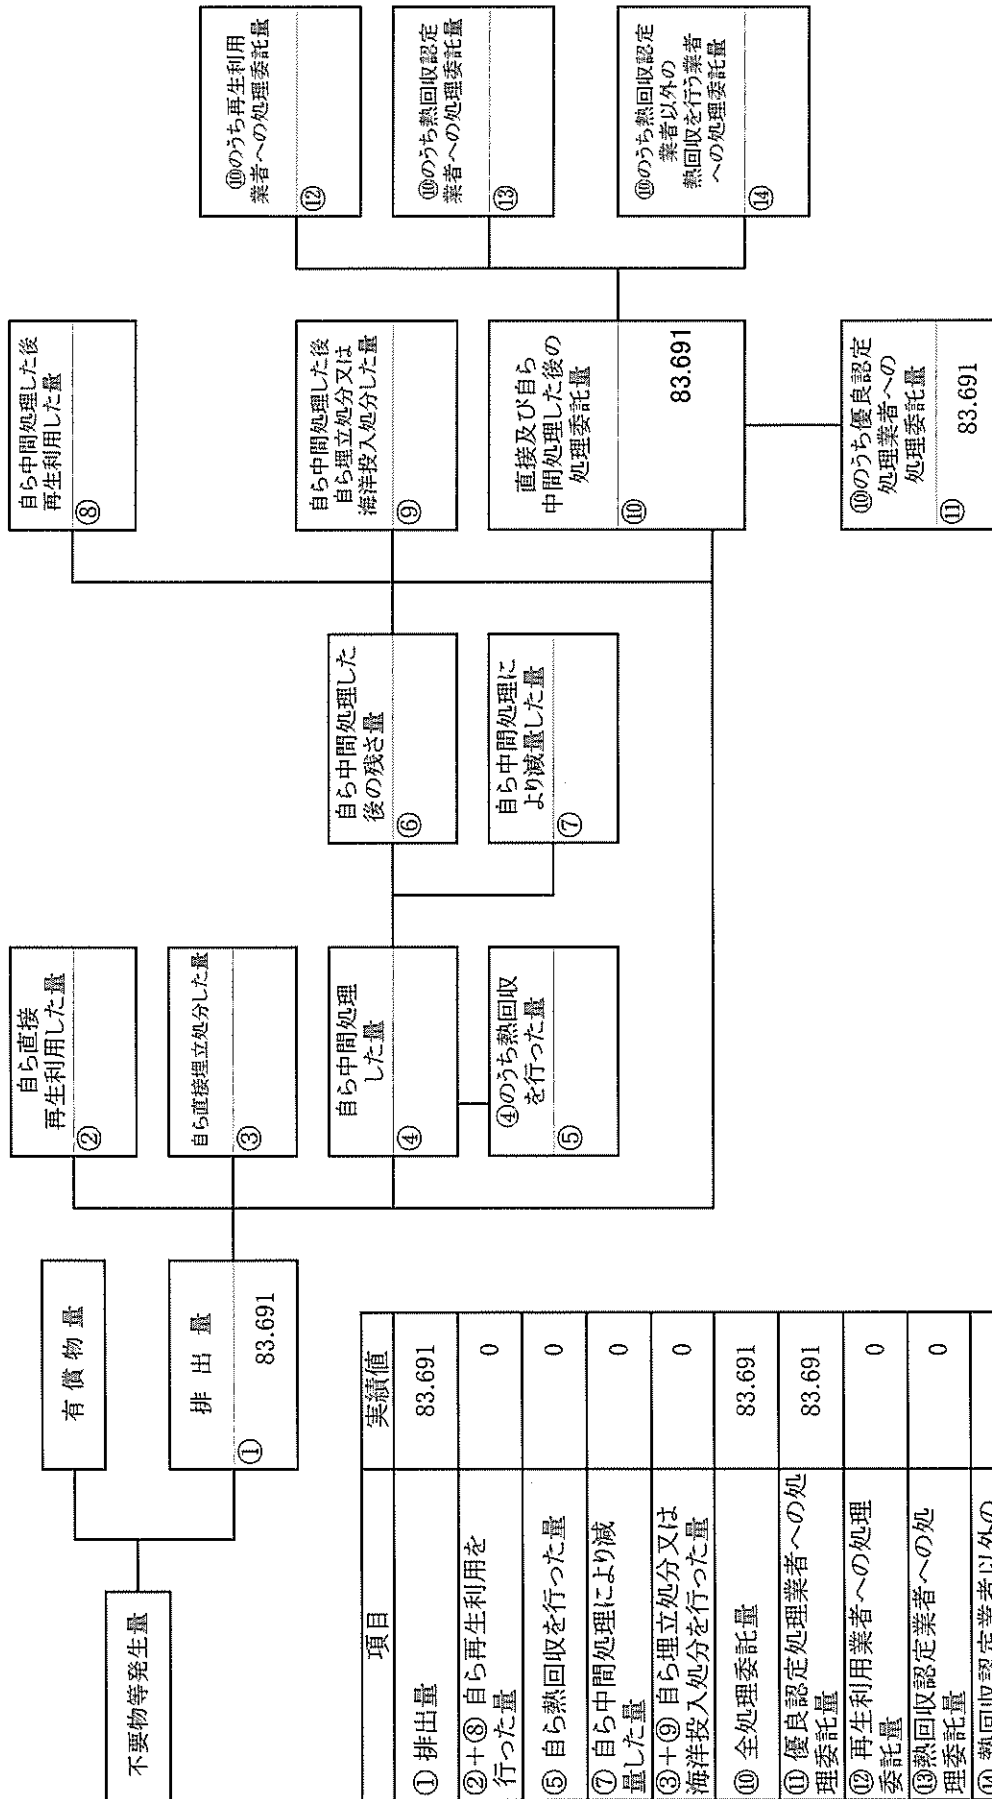 不要物等発生量
有償物量
排出量
①
83.691
自ら直接
再生利用した量
②
自ら直接埋立処分した量
③
自ら中間処理
した量
④
④のうち熱回収
を行った量
⑤
自ら中間処理した
後の残さ量
⑥
自ら中間処理に
より減量した量
⑦
自ら中間処理した後
再生利用した量
⑧
自ら中間処理した後
自ら埋立処分又は
海洋投入処分した量
⑨
直接及び自ら
中間処理した後の
処理委託量
⑩
83.691
⑩のうち優良認定
処理業者への
処理委託量
⑪
83.691
⑩のうち再生利用
業者への処理委託量
⑫
⑩のうち熱回収認定
業者への処理委託量
⑬
⑩のうち熱回収認定
業者以外の
熱回収を行う業者
への処理委託量
⑭
項目 実績値
①排出量 83.691
②+⑧自ら再生利用を
行った量 0
⑤自ら熱回収を行った量 0
⑦自ら中間処理により減
量した量 0
③+⑨自ら埋立処分又は
海洋投入処分を行った量 0
⑩全処理委託量 83.691
⑪優良認定処理業者への処
理委託量 83.691
⑫再生利用業者への処理
委託量 0
⑬熱回収認定業者への処
理委託量 0
⑭熱回収認定業者以外の